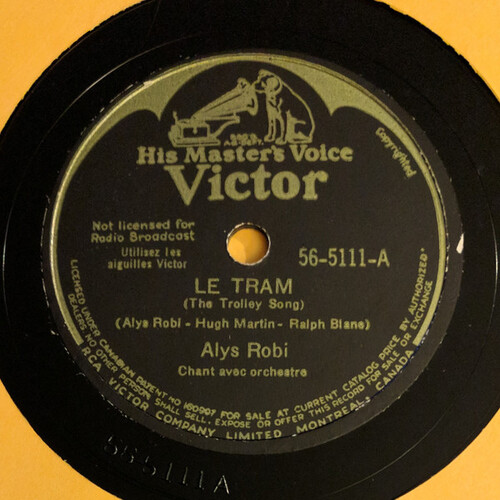 His Master's Voice
Victor
Copyrighted
Not licensed for
Radio Broadcast
Utilisez les
aiguilles Victor
56-5111-A
LE TRAM
(The Trolley Song)
(Alys Robi - Hugh Martin - Ralph Blane)
Alys Robi
Chant avec orchestre
LICENSED UNDER CANADIAN PATENT NO 160997 FOR SALE AT CURRENT CATALOG PRICE BY AUTHORIZED
DEALERS NO OTHER PERSON SHALL SELL, EXPOSE OR OFFER THIS RECORD FOR SALE OR EXCHANGE
RCA VICTOR COMPANY LIMITED MONTREAL, CANADA
565111A